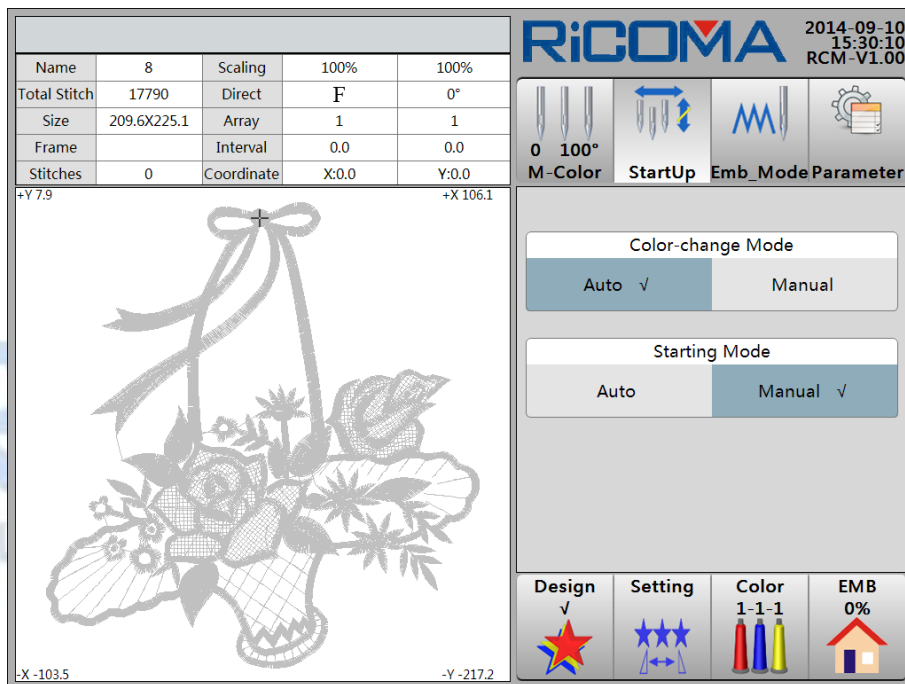 RiCOMA
2014-09-10
15:30:10
RCM-V1.00
Name 8 Scaling 100% 100%
Total Stitch 17790 Direct F 0°
Size 209.6X225.1 Array 1 1
Frame Interval 0.0 0.0
Stitches 0 Coordinate X:0.0 Y:0.0
0 100°
M-Color StartUp Emb_Mode Parameter
+Y 7.9 +X 106.1
Color-change Mode
Auto √ Manual
Starting Mode
Auto Manual √
-X -103.5 -Y -217.2
Design Setting Color EMB
√ 1-1-1 0%